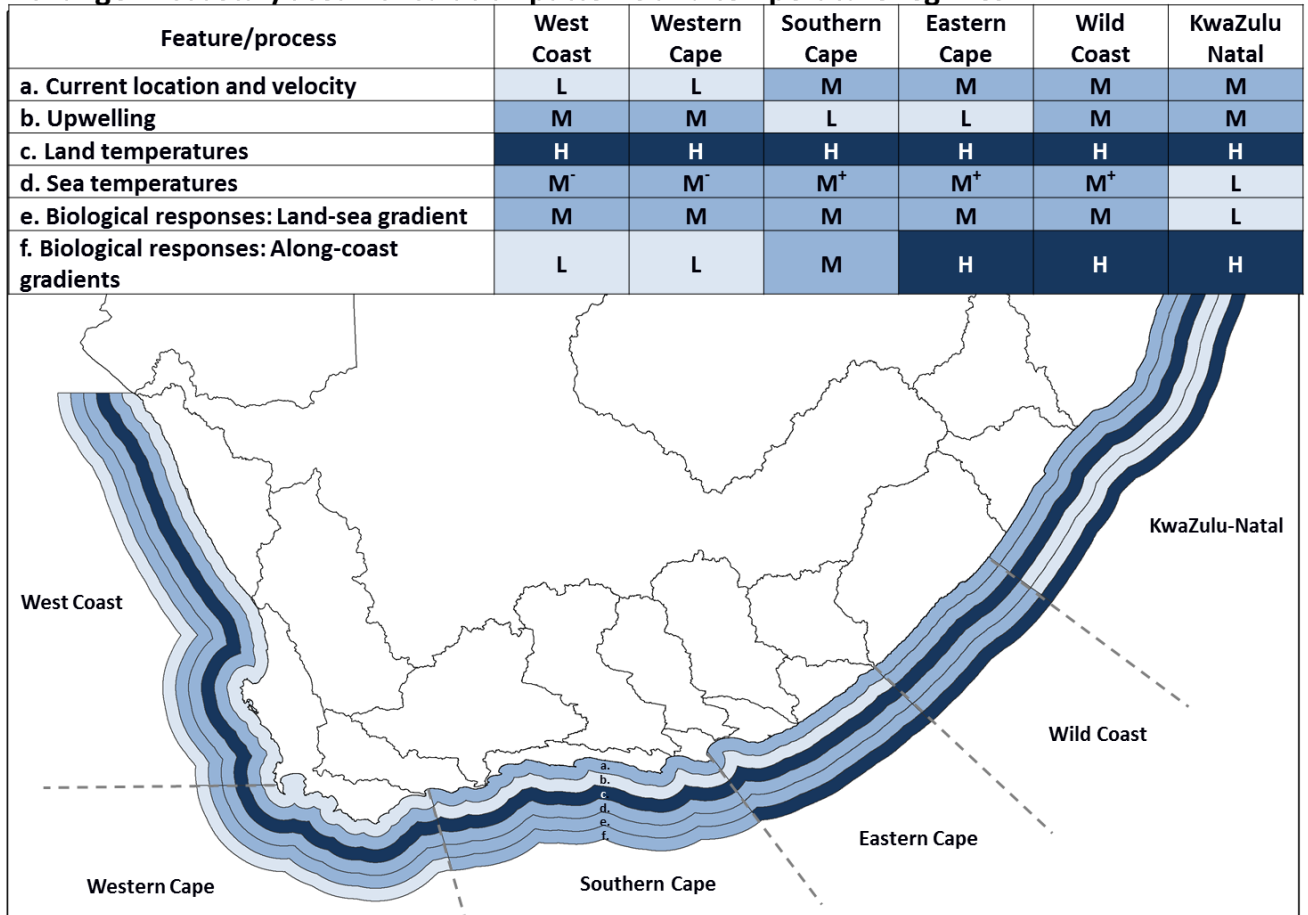 Feature/process West Coast Western Cape Southern Cape Eastern Cape Wild Coast KwaZulu Natal
a. Current location and velocity L L M M M M
b. Upwelling M M L L M M
c. Land temperatures H H H H H H
d. Sea temperatures M⁻ M⁻ M⁺ M⁺ M⁺ L
e. Biological responses: Land-sea gradient M M M M M L
f. Biological responses: Along-coast
gradients L L M H H H
KwaZulu-Natal
West Coast
Wild Coast
a.
b.
c
d.
e.
f.
Eastern Cape
Southern Cape
Western Cape